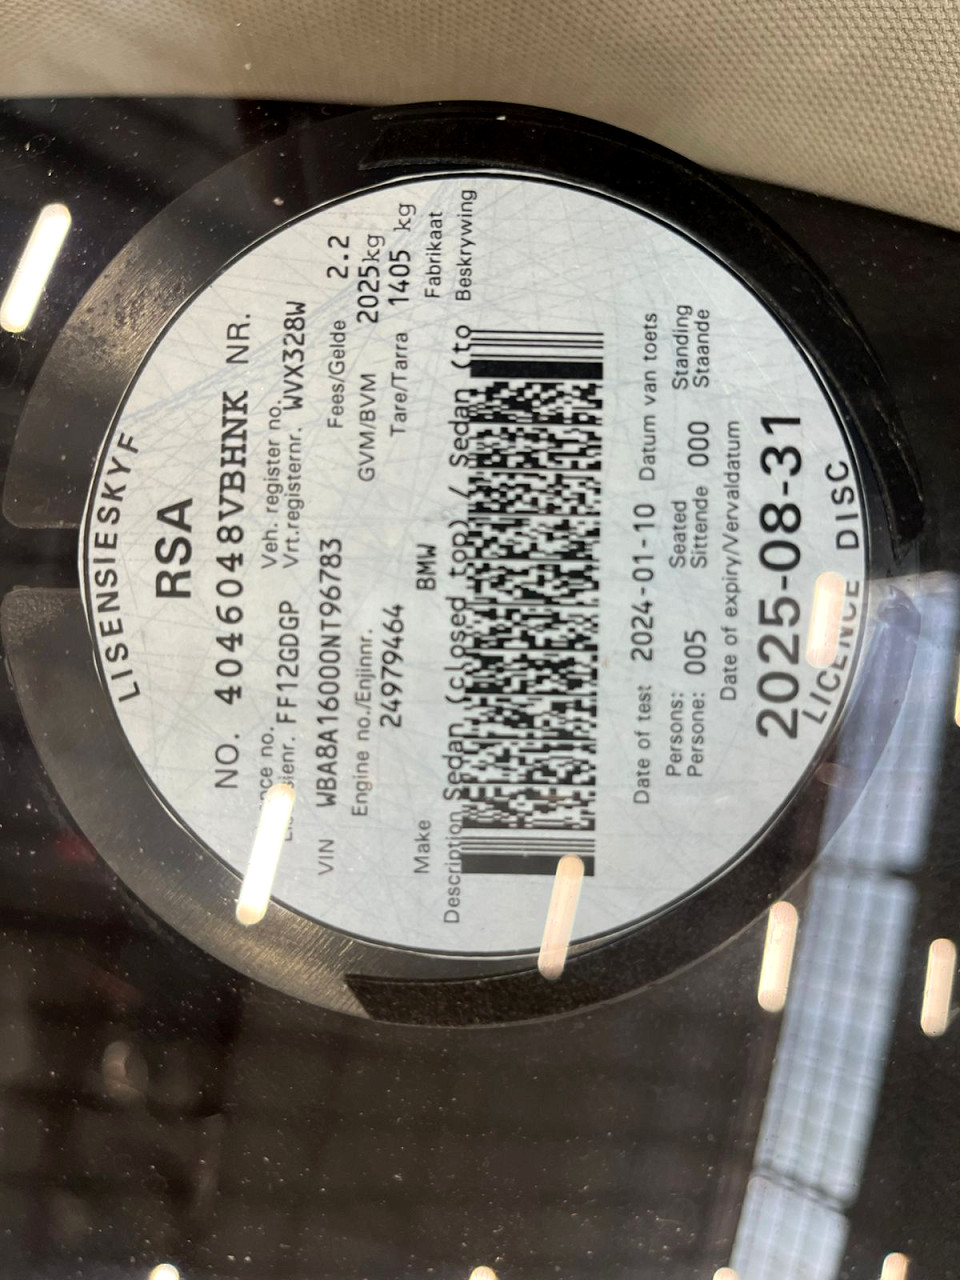 LISENSIESKYF
RSA
NO. 4046048VBHNK NR.
nce no. Veh. register no.
sienr. FF12GDGP Vrt.registernr. WVX328W
VIN WBA8A16000NT96783 Fees/Gelde 2.2
Engine no./Enjinnr. GVM/BVM 2025kg
24979464 Tare/Tarra 1405 kg
Make BMW Fabrikaat
Description Sedan (closed top) / Sedan (to Beskrywing
Date of test 2024-01-10 Datum van toets
Persons: Seated Standing
Persone: 005 Sittende 000 Staande
Date of expiry/Vervaldatum
2025-08-31
LICENCE DISC